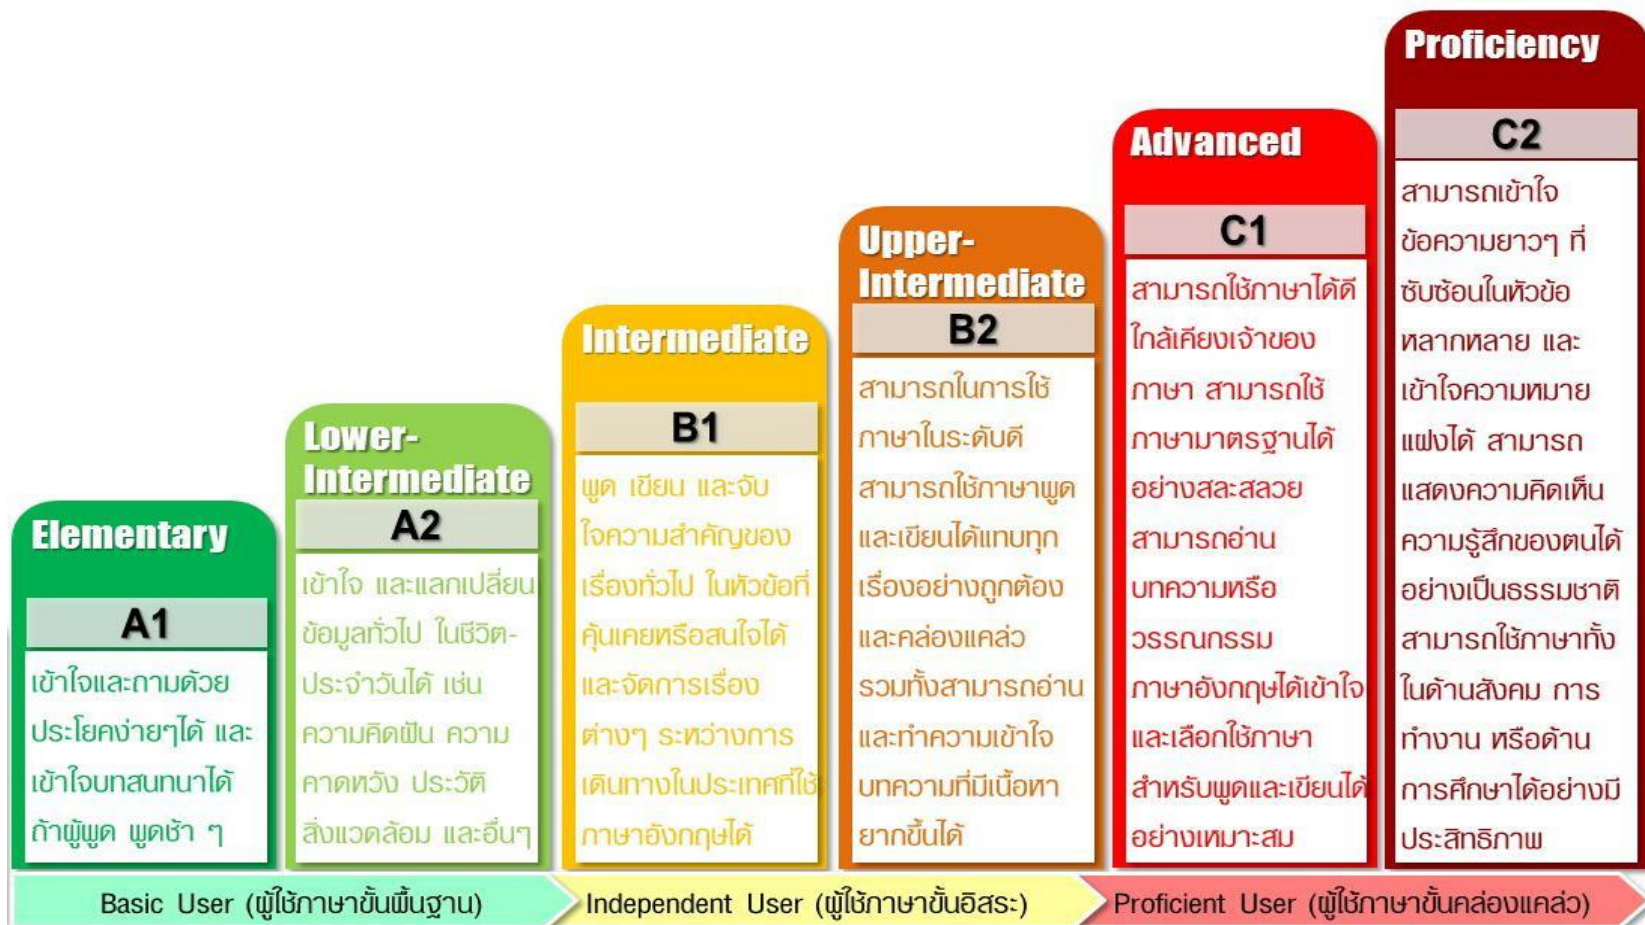 Elementary
A1
เข้าใจและถามด้วย
ประโยคง่ายๆได้ และ
เข้าใจบทสนทนาได้
ถ้าผู้พูด พูดช้า ๆ
Lower-
Intermediate
A2
เข้าใจ และแลกเปลี่ยน
ข้อมูลทั่วไป ในชีวิต-
ประจำวันได้ เช่น
ความคิดฝัน ความ
คาดหวัง ประวัติ
สิ่งแวดล้อม และอื่นๆ
Intermediate
B1
พูด เขียน และจับ
ใจความสำคัญของ
เรื่องทั่วไป ในหัวข้อที่
คุ้นเคยหรือสนใจได้
และจัดการเรื่อง
ต่างๆ ระหว่างการ
เดินทางในประเทศที่ใช้
ภาษาอังกฤษได้
Upper-
Intermediate
B2
สามารถในการใช้
ภาษาในระดับดี
สามารถใช้ภาษาพูด
และเขียนได้แทบทุก
เรื่องอย่างถูกต้อง
และคล่องแคล่ว
รวมทั้งสามารถอ่าน
และทำความเข้าใจ
บทความที่มีเนื้อหา
ยากขึ้นได้
Advanced
C1
สามารถใช้ภาษาได้ดี
ใกล้เคียงเจ้าของ
ภาษา สามารถใช้
ภาษามาตรฐานได้
อย่างสละสลวย
สามารถอ่าน
บทความหรือ
วรรณกรรม
ภาษาอังกฤษได้เข้าใจ
และเลือกใช้ภาษา
สำหรับพูดและเขียนได้
อย่างเหมาะสม
Proficiency
C2
สามารถเข้าใจ
ข้อความยาวๆ ที่
ซับซ้อนในหัวข้อ
หลากหลาย และ
เข้าใจความหมาย
แฝงได้ สามารถ
แสดงความคิดเห็น
ความรู้สึกของตนได้
อย่างเป็นธรรมชาติ
สามารถใช้ภาษาทั้ง
ในด้านสังคม การ
ทำงาน หรือด้าน
การศึกษาได้อย่างมี
ประสิทธิภาพ
Basic User (ผู้ใช้ภาษาขั้นพื้นฐาน)
Independent User (ผู้ใช้ภาษาขั้นอิสระ)
Proficient User (ผู้ใช้ภาษาขั้นคล่องแคล่ว)